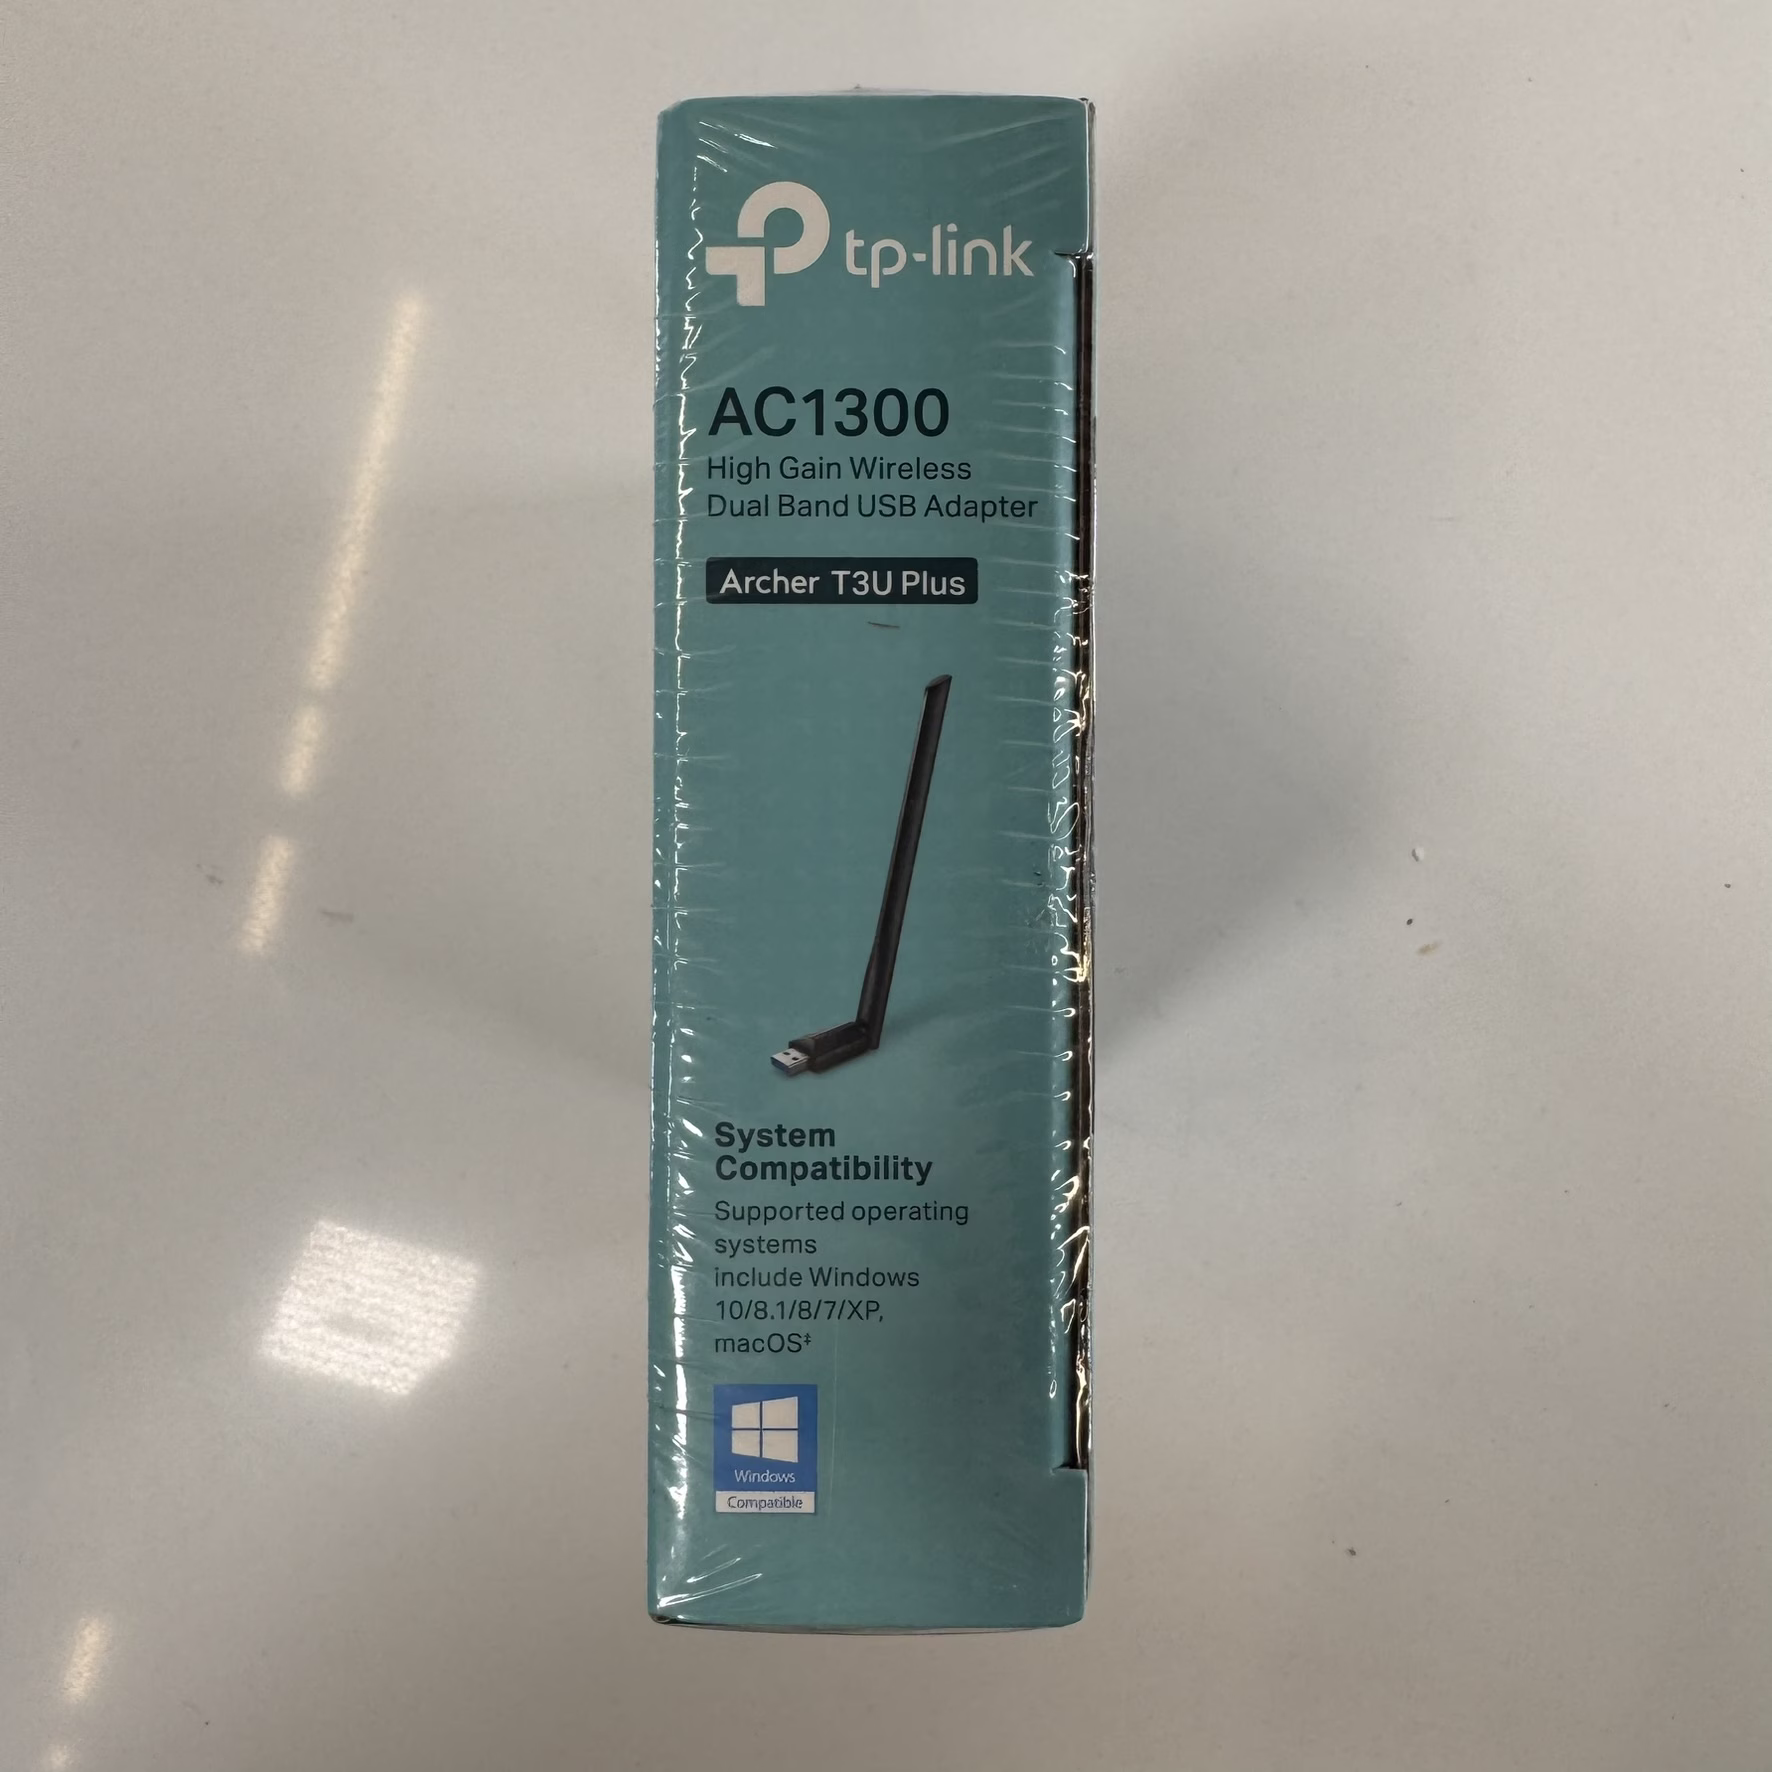 tp-link
AC1300
High Gain Wireless
Dual Band USB Adapter
Archer T3U Plus
System
Compatibility
Supported operating
systems
include Windows
10/8.1/8/7/XP,
macOS‡
Windows
Compatible